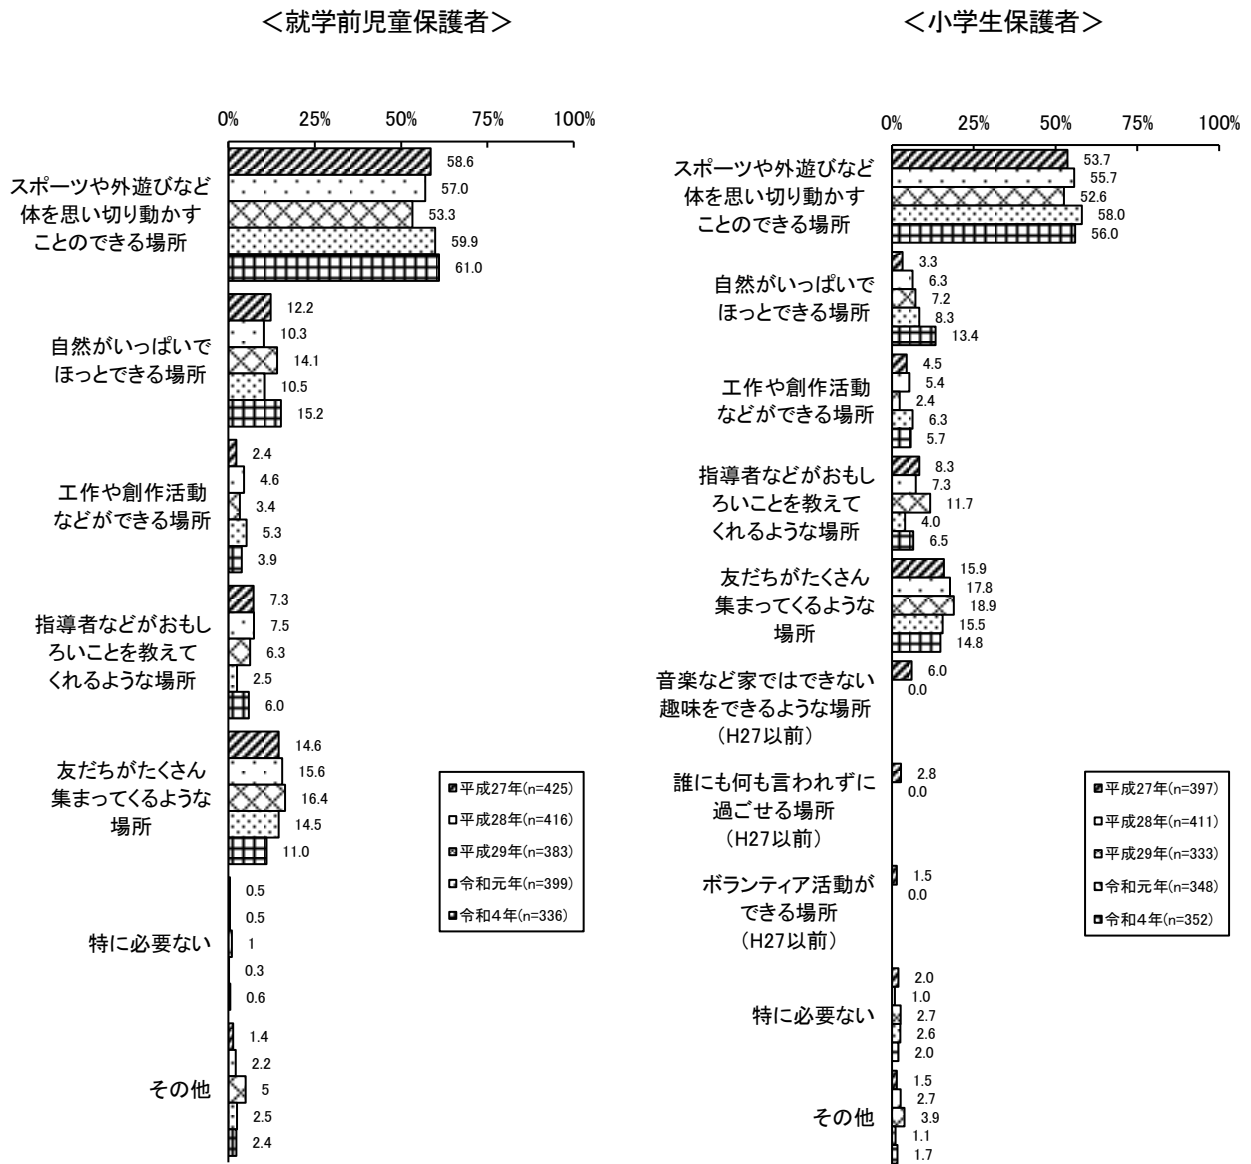 ＜就学前児童保護者＞
0% 25% 50% 75% 100%
スポーツや外遊びなど
体を思い切り動かす
ことのできる場所
58.6
57.0
53.3
59.9
61.0
自然がいっぱいで
ほっとできる場所
12.2
10.3
14.1
10.5
15.2
工作や創作活動
などができる場所
2.4
4.6
3.4
5.3
3.9
指導者などがおもし
ろいことを教えて
くれるような場所
7.3
7.5
6.3
2.5
6.0
友だちがたくさん
集まってくるような
場所
14.6
15.6
16.4
14.5
11.0
特に必要ない
0.5
0.5
1
0.3
0.6
その他
1.4
2.2
5
2.5
2.4
平成27年(n=425)
平成28年(n=416)
平成29年(n=383)
令和元年(n=399)
令和４年(n=336)
＜小学生保護者＞
0% 25% 50% 75% 100%
スポーツや外遊びなど
体を思い切り動かす
ことのできる場所
53.7
55.7
52.6
58.0
56.0
自然がいっぱいで
ほっとできる場所
3.3
6.3
7.2
8.3
13.4
工作や創作活動
などができる場所
4.5
5.4
2.4
6.3
5.7
指導者などがおもし
ろいことを教えて
くれるような場所
8.3
7.3
11.7
4.0
6.5
友だちがたくさん
集まってくるような
場所
15.9
17.8
18.9
15.5
14.8
音楽など家ではできない
趣味をできるような場所
（H27以前）
6.0
0.0
誰にも何も言われずに
過ごせる場所
（H27以前）
2.8
0.0
ボランティア活動が
できる場所
（H27以前）
1.5
0.0
特に必要ない
2.0
1.0
2.7
2.6
2.0
その他
1.5
2.7
3.9
1.1
1.7
平成27年(n=397)
平成28年(n=411)
平成29年(n=333)
令和元年(n=348)
令和４年(n=352)